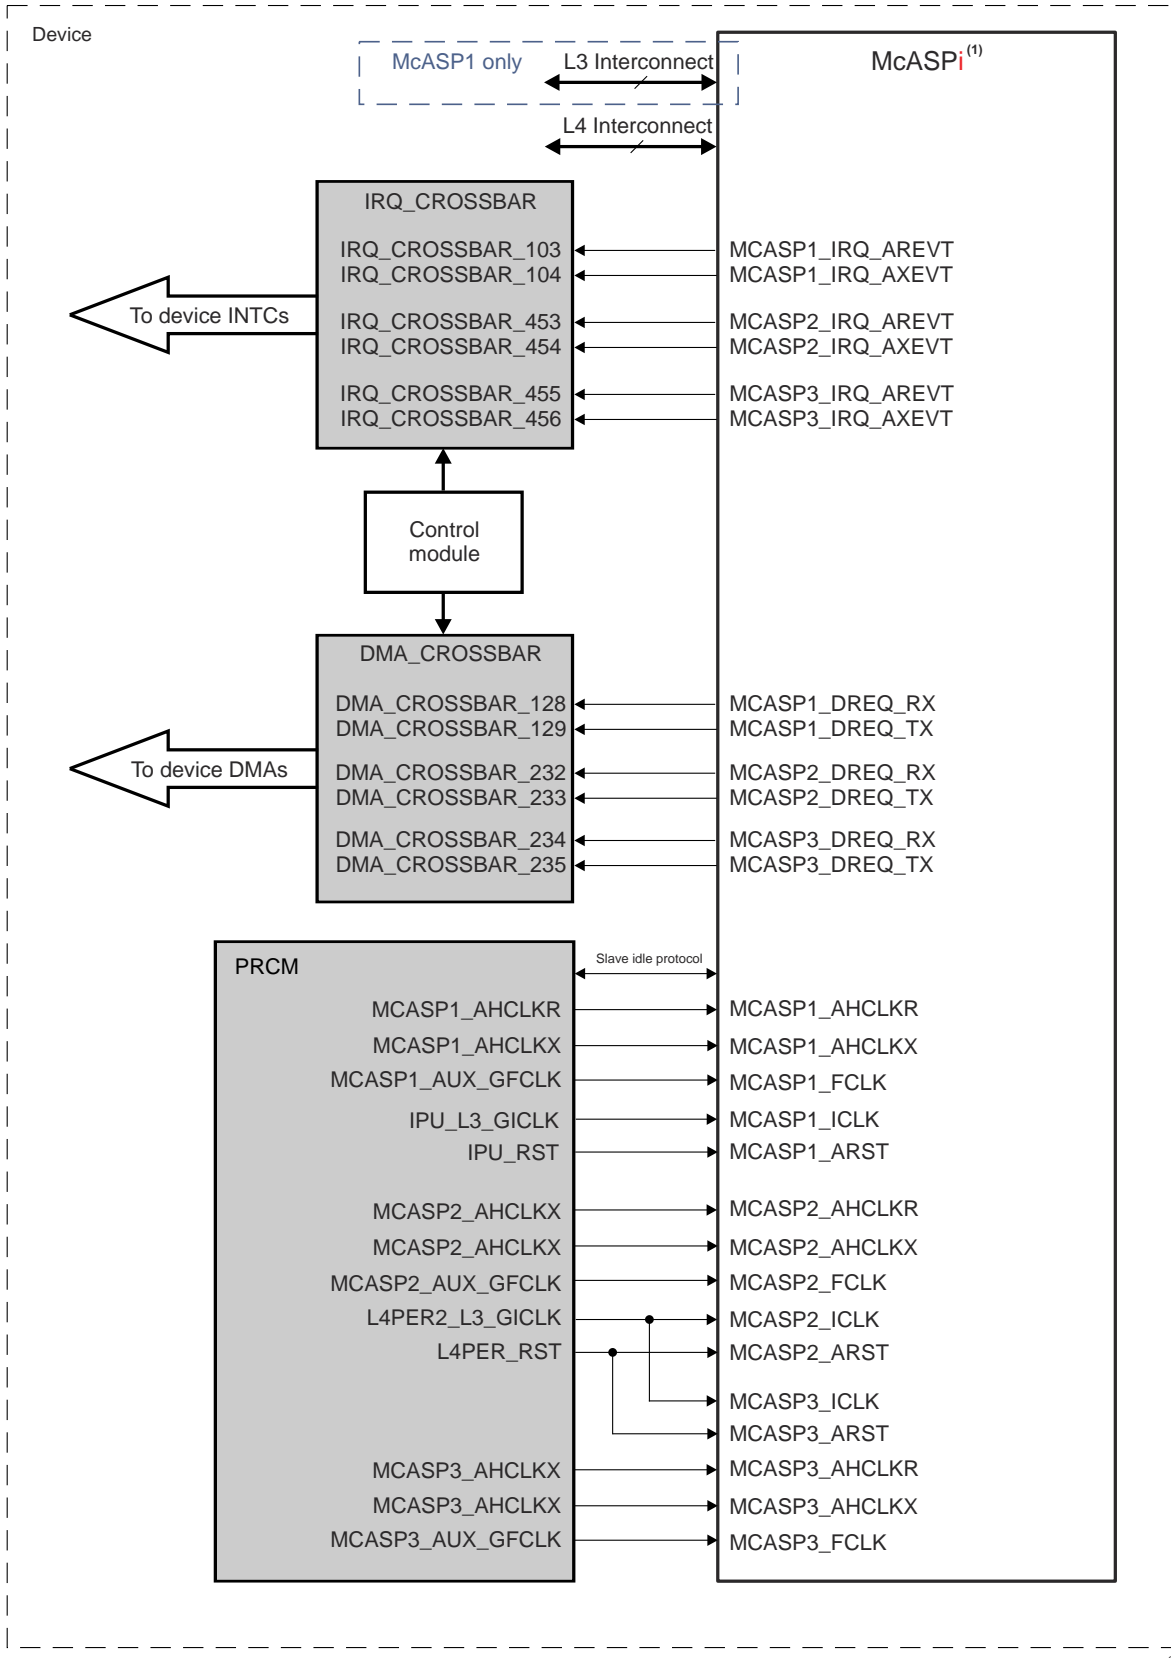 Device
McASP1 only
L3 Interconnect
McASPi(1)
L4 Interconnect
IRQ_CROSSBAR
IRQ_CROSSBAR_103 MCASP1_IRQ_AREVT
IRQ_CROSSBAR_104 MCASP1_IRQ_AXEVT
To device INTCs
IRQ_CROSSBAR_453 MCASP2_IRQ_AREVT
IRQ_CROSSBAR_454 MCASP2_IRQ_AXEVT
IRQ_CROSSBAR_455 MCASP3_IRQ_AREVT
IRQ_CROSSBAR_456 MCASP3_IRQ_AXEVT
Control
module
DMA_CROSSBAR
DMA_CROSSBAR_128 MCASP1_DREQ_RX
DMA_CROSSBAR_129 MCASP1_DREQ_TX
To device DMAs
DMA_CROSSBAR_232 MCASP2_DREQ_RX
DMA_CROSSBAR_233 MCASP2_DREQ_TX
DMA_CROSSBAR_234 MCASP3_DREQ_RX
DMA_CROSSBAR_235 MCASP3_DREQ_TX
PRCM
Slave idle protocol
MCASP1_AHCLKR MCASP1_AHCLKR
MCASP1_AHCLKX MCASP1_AHCLKX
MCASP1_AUX_GFCLK MCASP1_FCLK
IPU_L3_GICLK MCASP1_ICLK
IPU_RST MCASP1_ARST
MCASP2_AHCLKX MCASP2_AHCLKR
MCASP2_AHCLKX MCASP2_AHCLKX
MCASP2_AUX_GFCLK MCASP2_FCLK
L4PER2_L3_GICLK MCASP2_ICLK
L4PER_RST MCASP2_ARST
MCASP3_ICLK
MCASP3_ARST
MCASP3_AHCLKX MCASP3_AHCLKR
MCASP3_AHCLKX MCASP3_AHCLKX
MCASP3_AUX_GFCLK MCASP3_FCLK